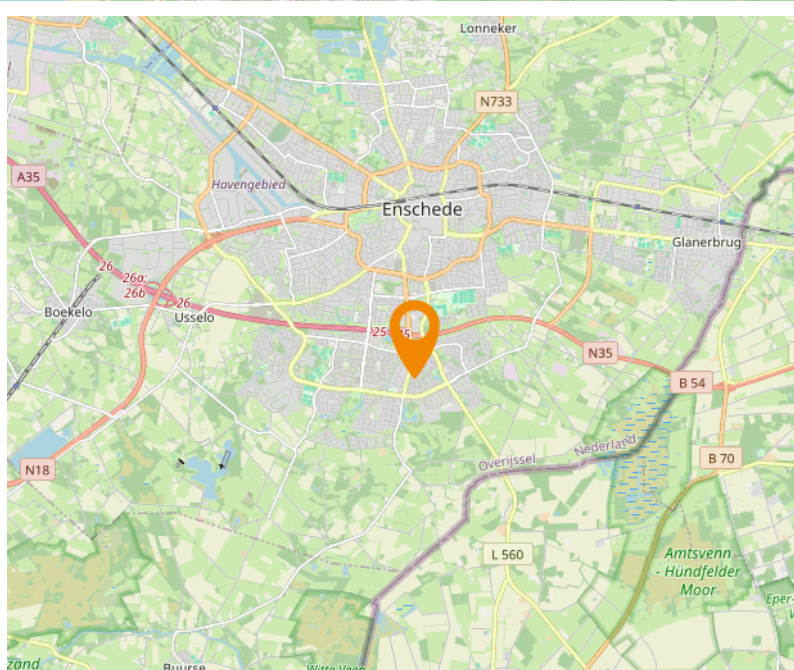 Lonneker
N733
A35
Havengebied
Enschede
Glanerbrug
26
26a;
26b
26
Boekelo
Usselo
25
N35
B 54
Nederland
Overijssel
B 70
N18
L 560
Amtsvenn
- Hündfelder
Moor
Buurse